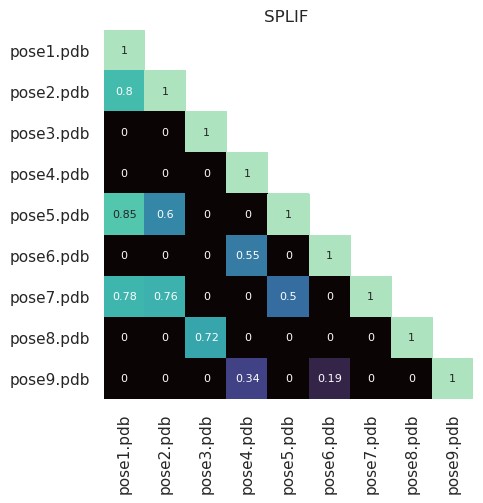 SPLIF
pose1.pdb 1
pose2.pdb 0.8 1
pose3.pdb 0 0 1
pose4.pdb 0 0 0 1
pose5.pdb 0.85 0.6 0 0 1
pose6.pdb 0 0 0 0.55 0 1
pose7.pdb 0.78 0.76 0 0 0.5 0 1
pose8.pdb 0 0 0.72 0 0 0 0 1
pose9.pdb 0 0 0 0.34 0 0.19 0 0 1
pose1.pdb pose2.pdb pose3.pdb pose4.pdb pose5.pdb pose6.pdb pose7.pdb pose8.pdb pose9.pdb